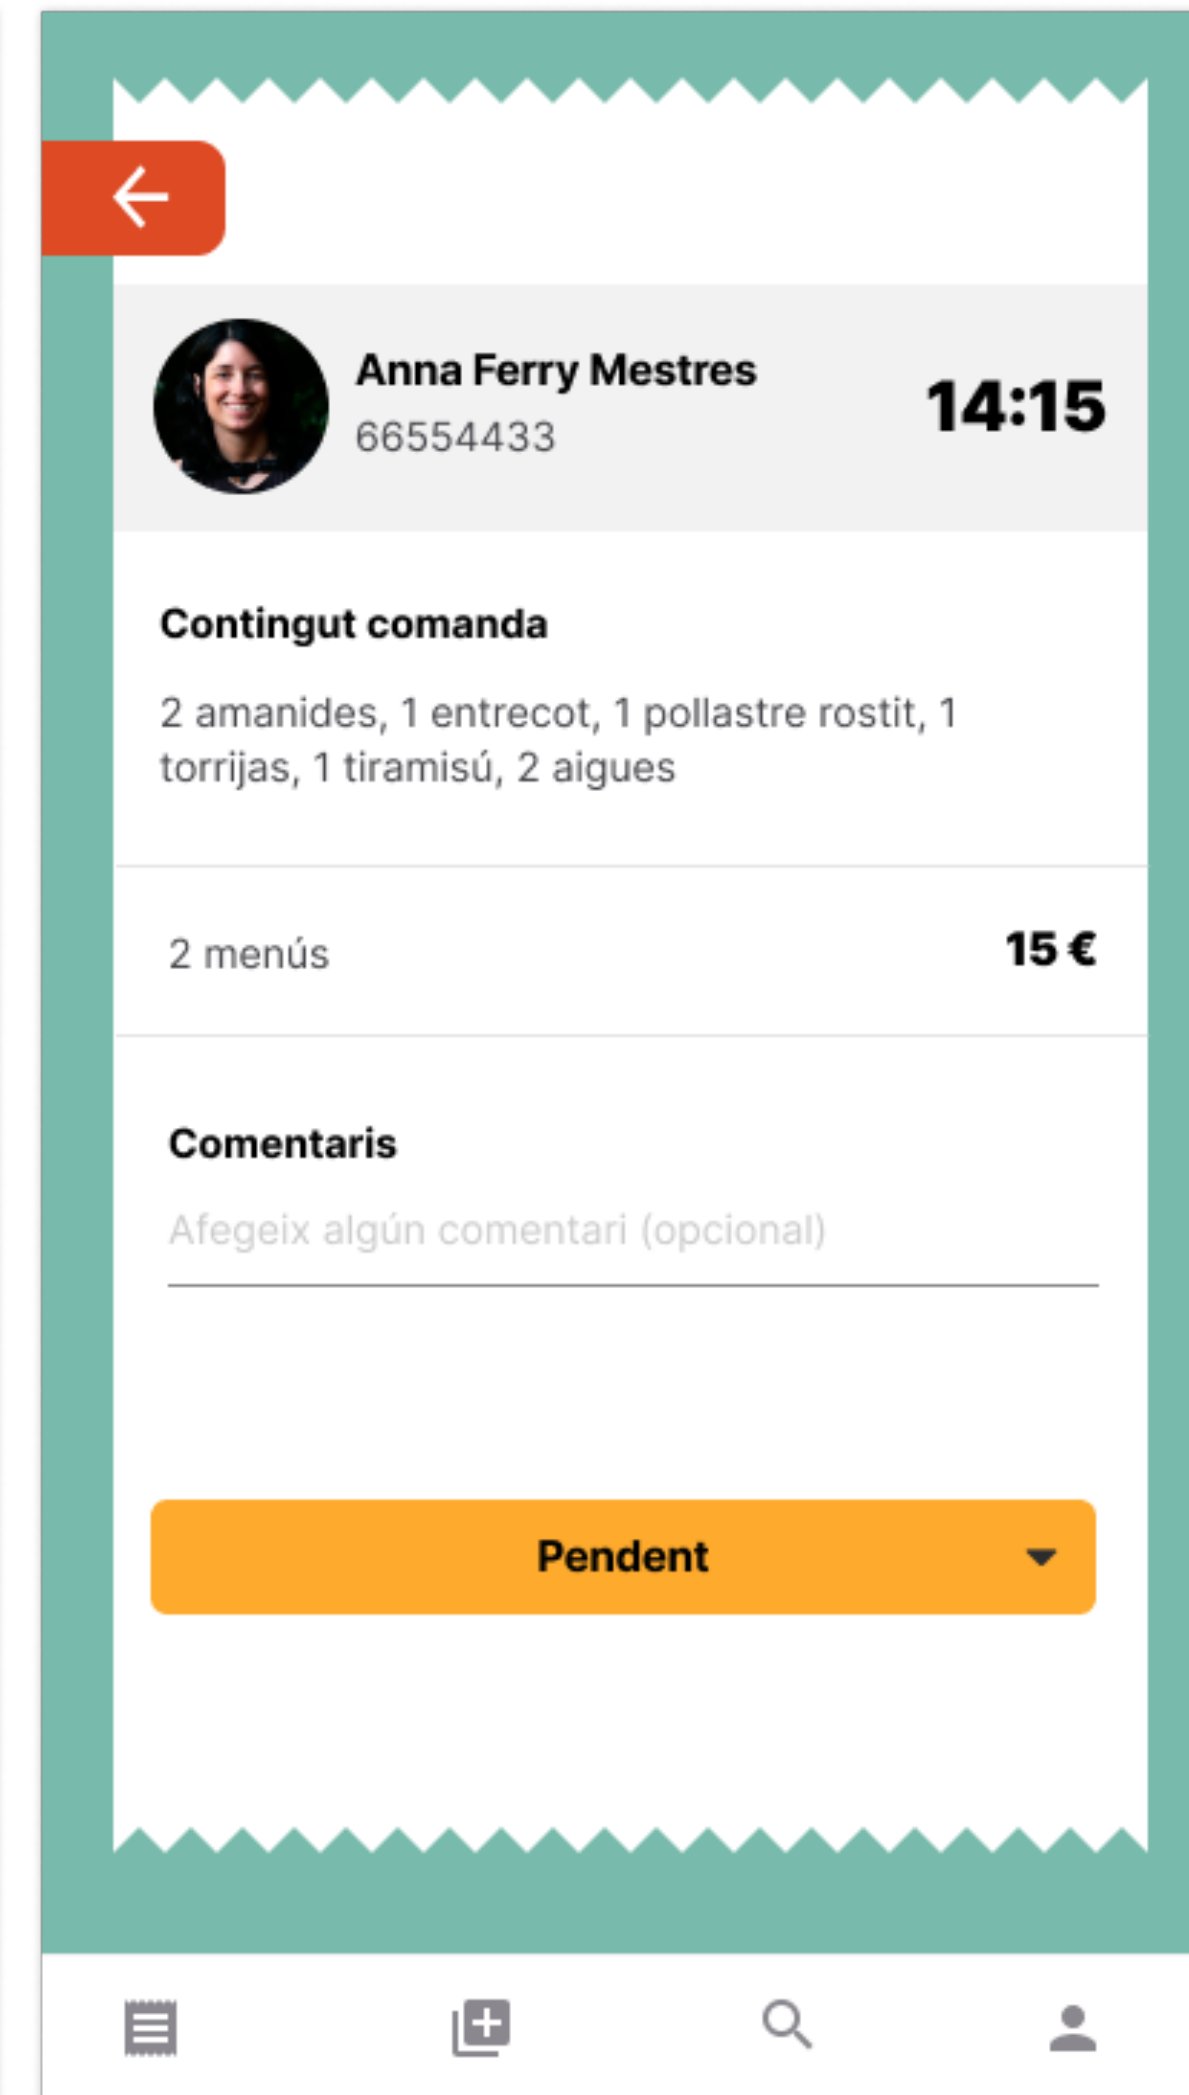 Anna Ferry Mestres
66554433
14:15
Contingut comanda
2 amanides, 1 entrecot, 1 pollastre rostit, 1
torrijas, 1 tiramisú, 2 aigues
2 menús
15 €
Comentaris
Afegeix algún comentari (opcional)
Pendent